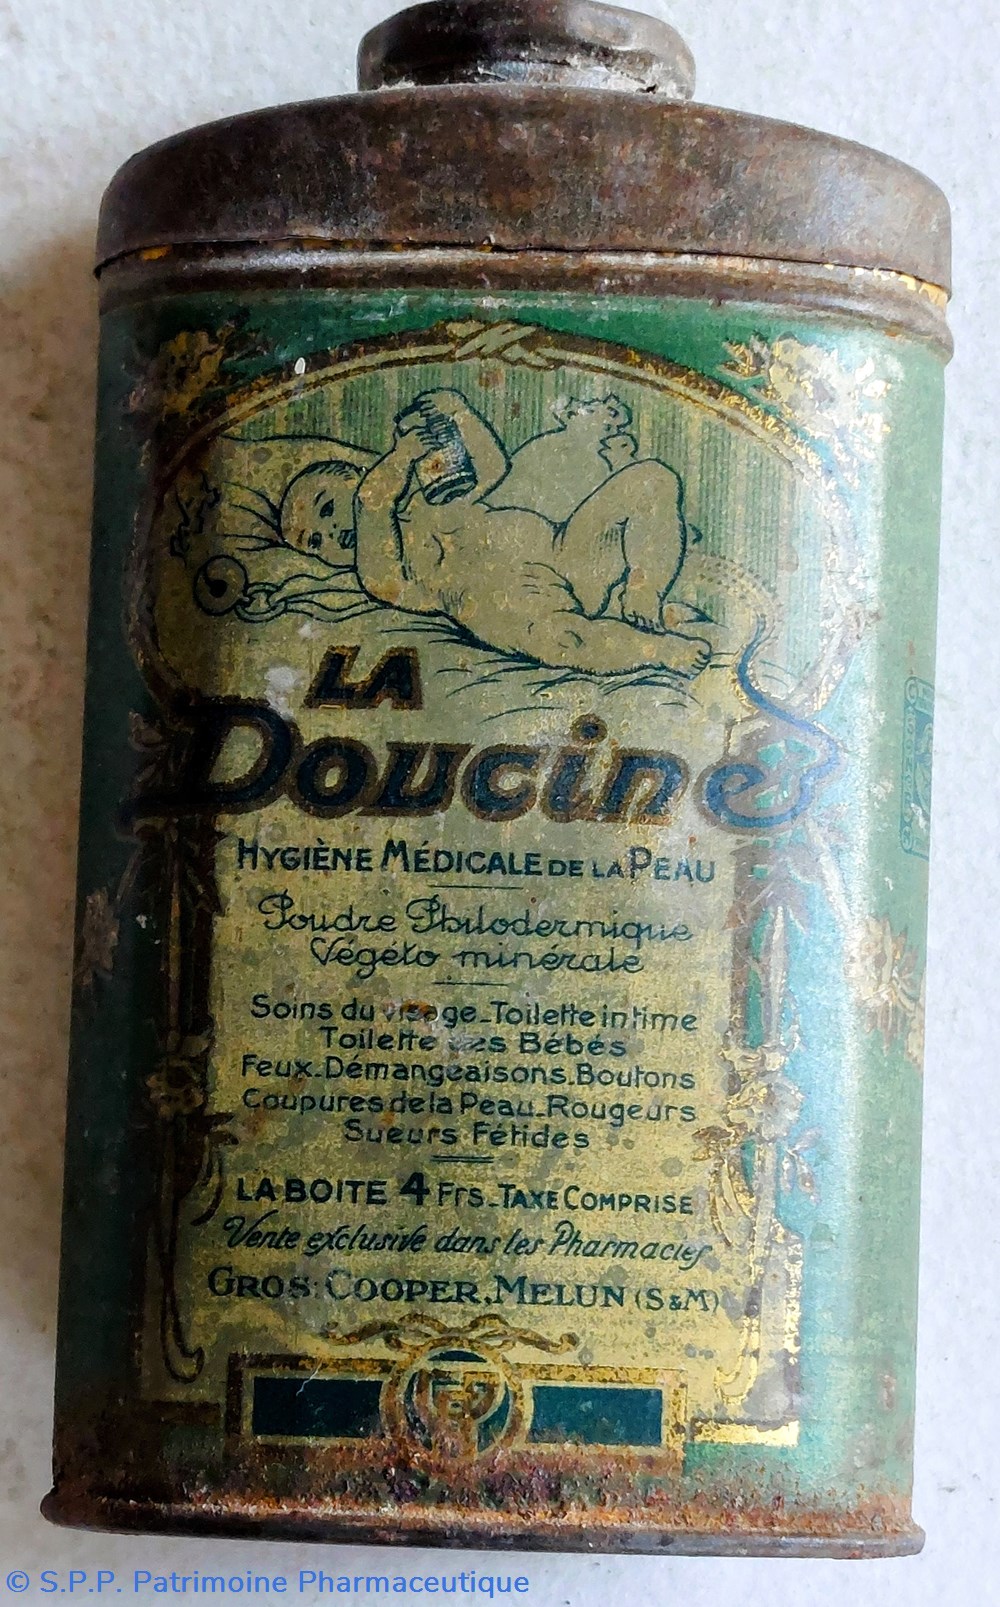 LA
Doucine
HYGIÈNE MÉDICALE DE LA PEAU
Poudre Philodermique
Végéto minérale
Soins du visage_Toilette intime
Toilette des Bébés
Feux_Démangeaisons_Boutons
Coupures de la Peau_Rougeurs
Sueurs Fétides
LA BOITE 4 Frs_TAXE COMPRISE
Vente exclusive dans les Pharmacies
GROS: COOPER, MELUN (S&M)
© S.P.P. Patrimoine Pharmaceutique